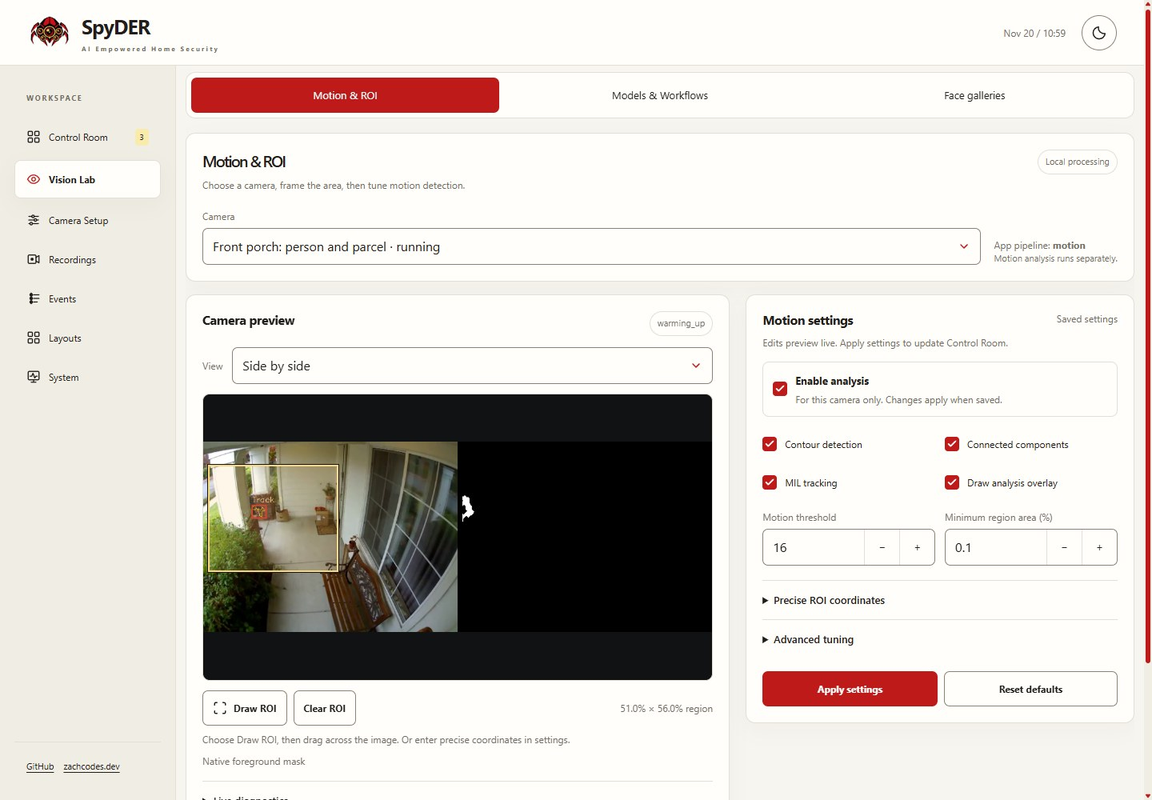 SpyDER
AI Empowered Home Security
Nov 20 / 10:59
WORKSPACE
Control Room 3
Vision Lab
Camera Setup
Recordings
Events
Layouts
System
GitHub zachcodes.dev
Motion & ROI Models & Workflows Face galleries
Motion & ROI
Local processing
Choose a camera, frame the area, then tune motion detection.
Camera
Front porch: person and parcel · running
App pipeline: motion
Motion analysis runs separately.
Camera preview
warming_up
View Side by side
Draw ROI Clear ROI 51.0% × 56.0% region
Choose Draw ROI, then drag across the image. Or enter precise coordinates in settings.
Native foreground mask
Live diagnostics
Motion settings
Saved settings
Edits preview live. Apply settings to update Control Room.
Enable analysis
For this camera only. Changes apply when saved.
Contour detection Connected components
MIL tracking Draw analysis overlay
Motion threshold Minimum region area (%)
16 − + 0.1 − +
Precise ROI coordinates
Advanced tuning
Apply settings Reset defaults